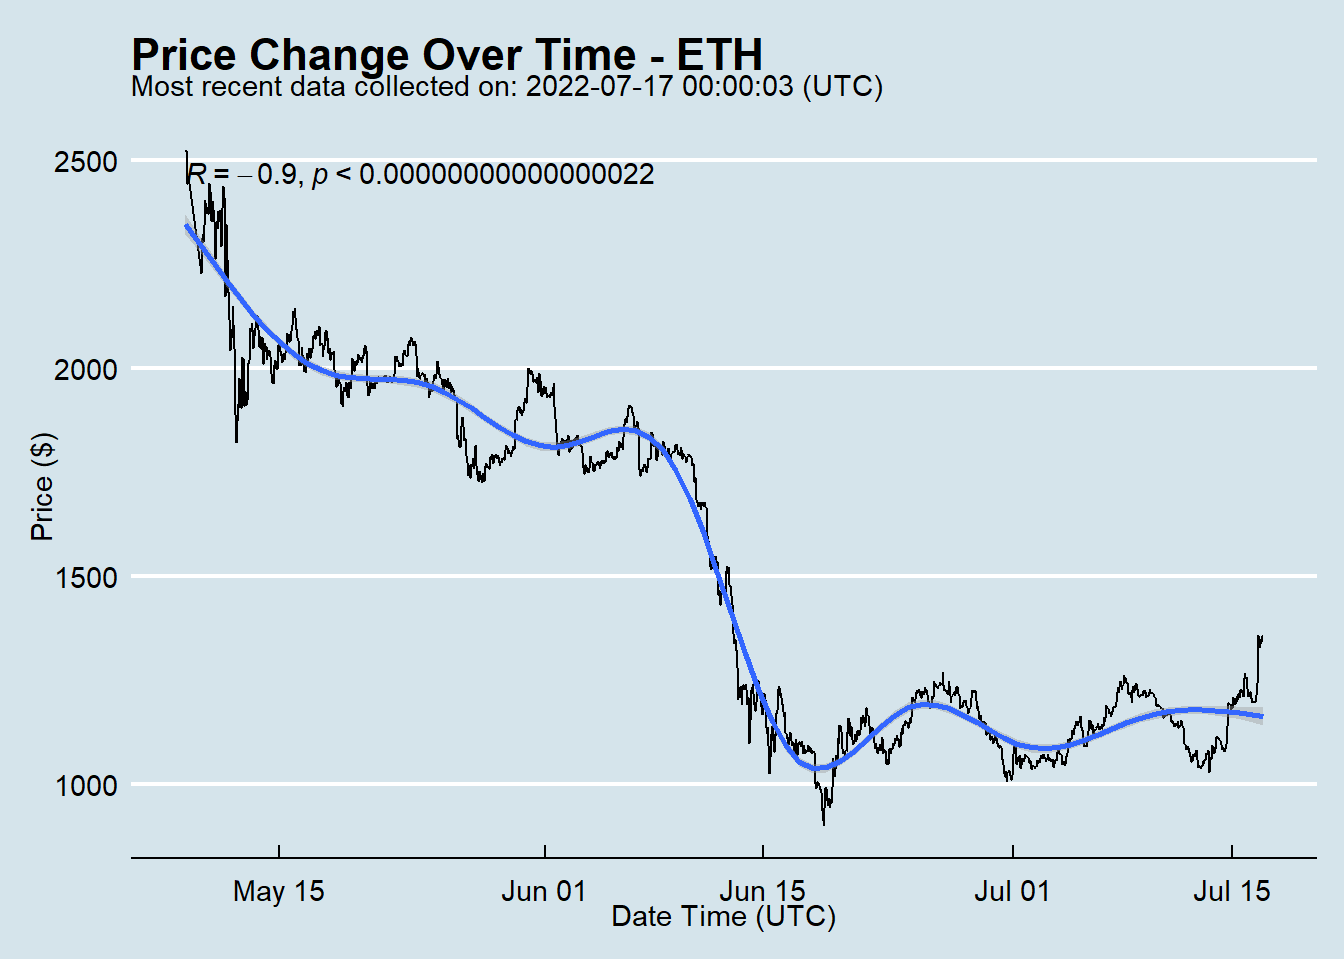 Price Change Over Time - ETH
Most recent data collected on: 2022-07-17 00:00:03 (UTC)
R = −0.9, p < 0.00000000000000022
2500
2000
1500
1000
Price ($)
May 15 Jun 01 Jun 15 Jul 01 Jul 15
Date Time (UTC)